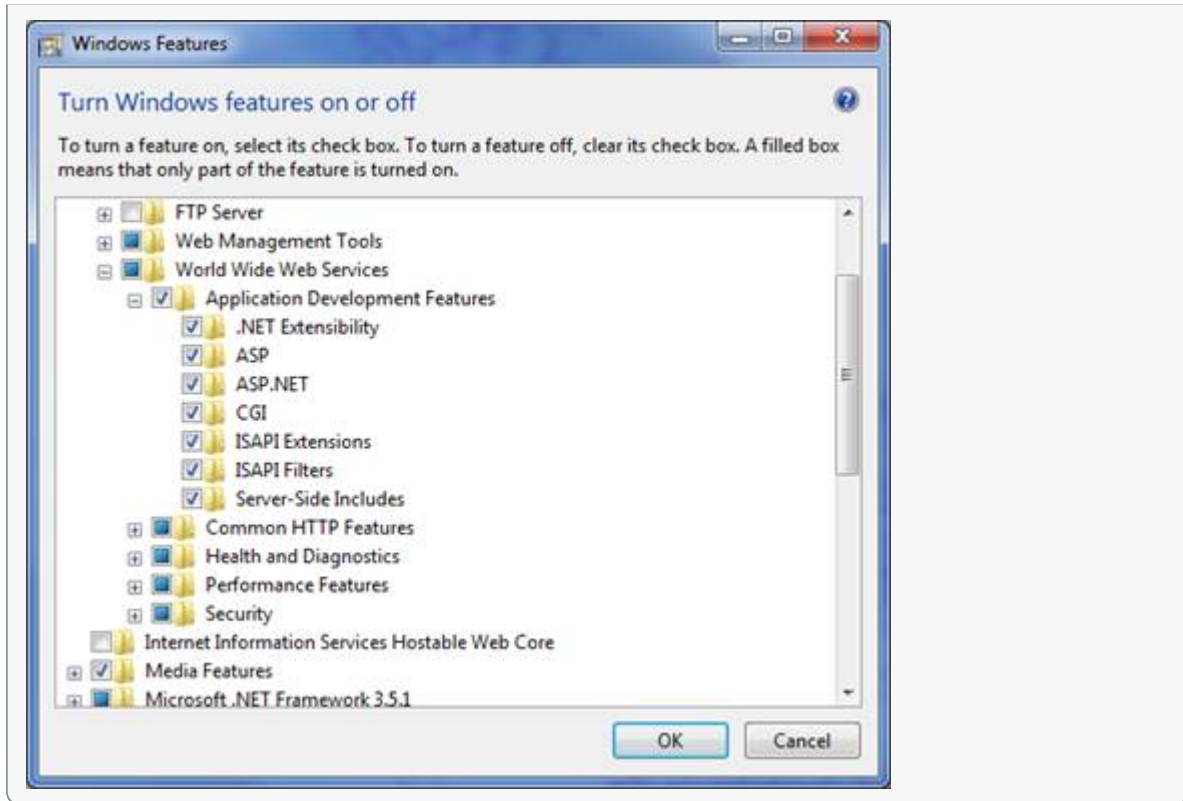 Windows Features
Turn Windows features on or off
To turn a feature on, select its check box. To turn a feature off, clear its check box. A filled box
means that only part of the feature is turned on.
FTP Server
Web Management Tools
World Wide Web Services
Application Development Features
.NET Extensibility
ASP
ASP.NET
CGI
ISAPI Extensions
ISAPI Filters
Server-Side Includes
Common HTTP Features
Health and Diagnostics
Performance Features
Security
Internet Information Services Hostable Web Core
Media Features
Microsoft .NET Framework 3.5.1
OK Cancel